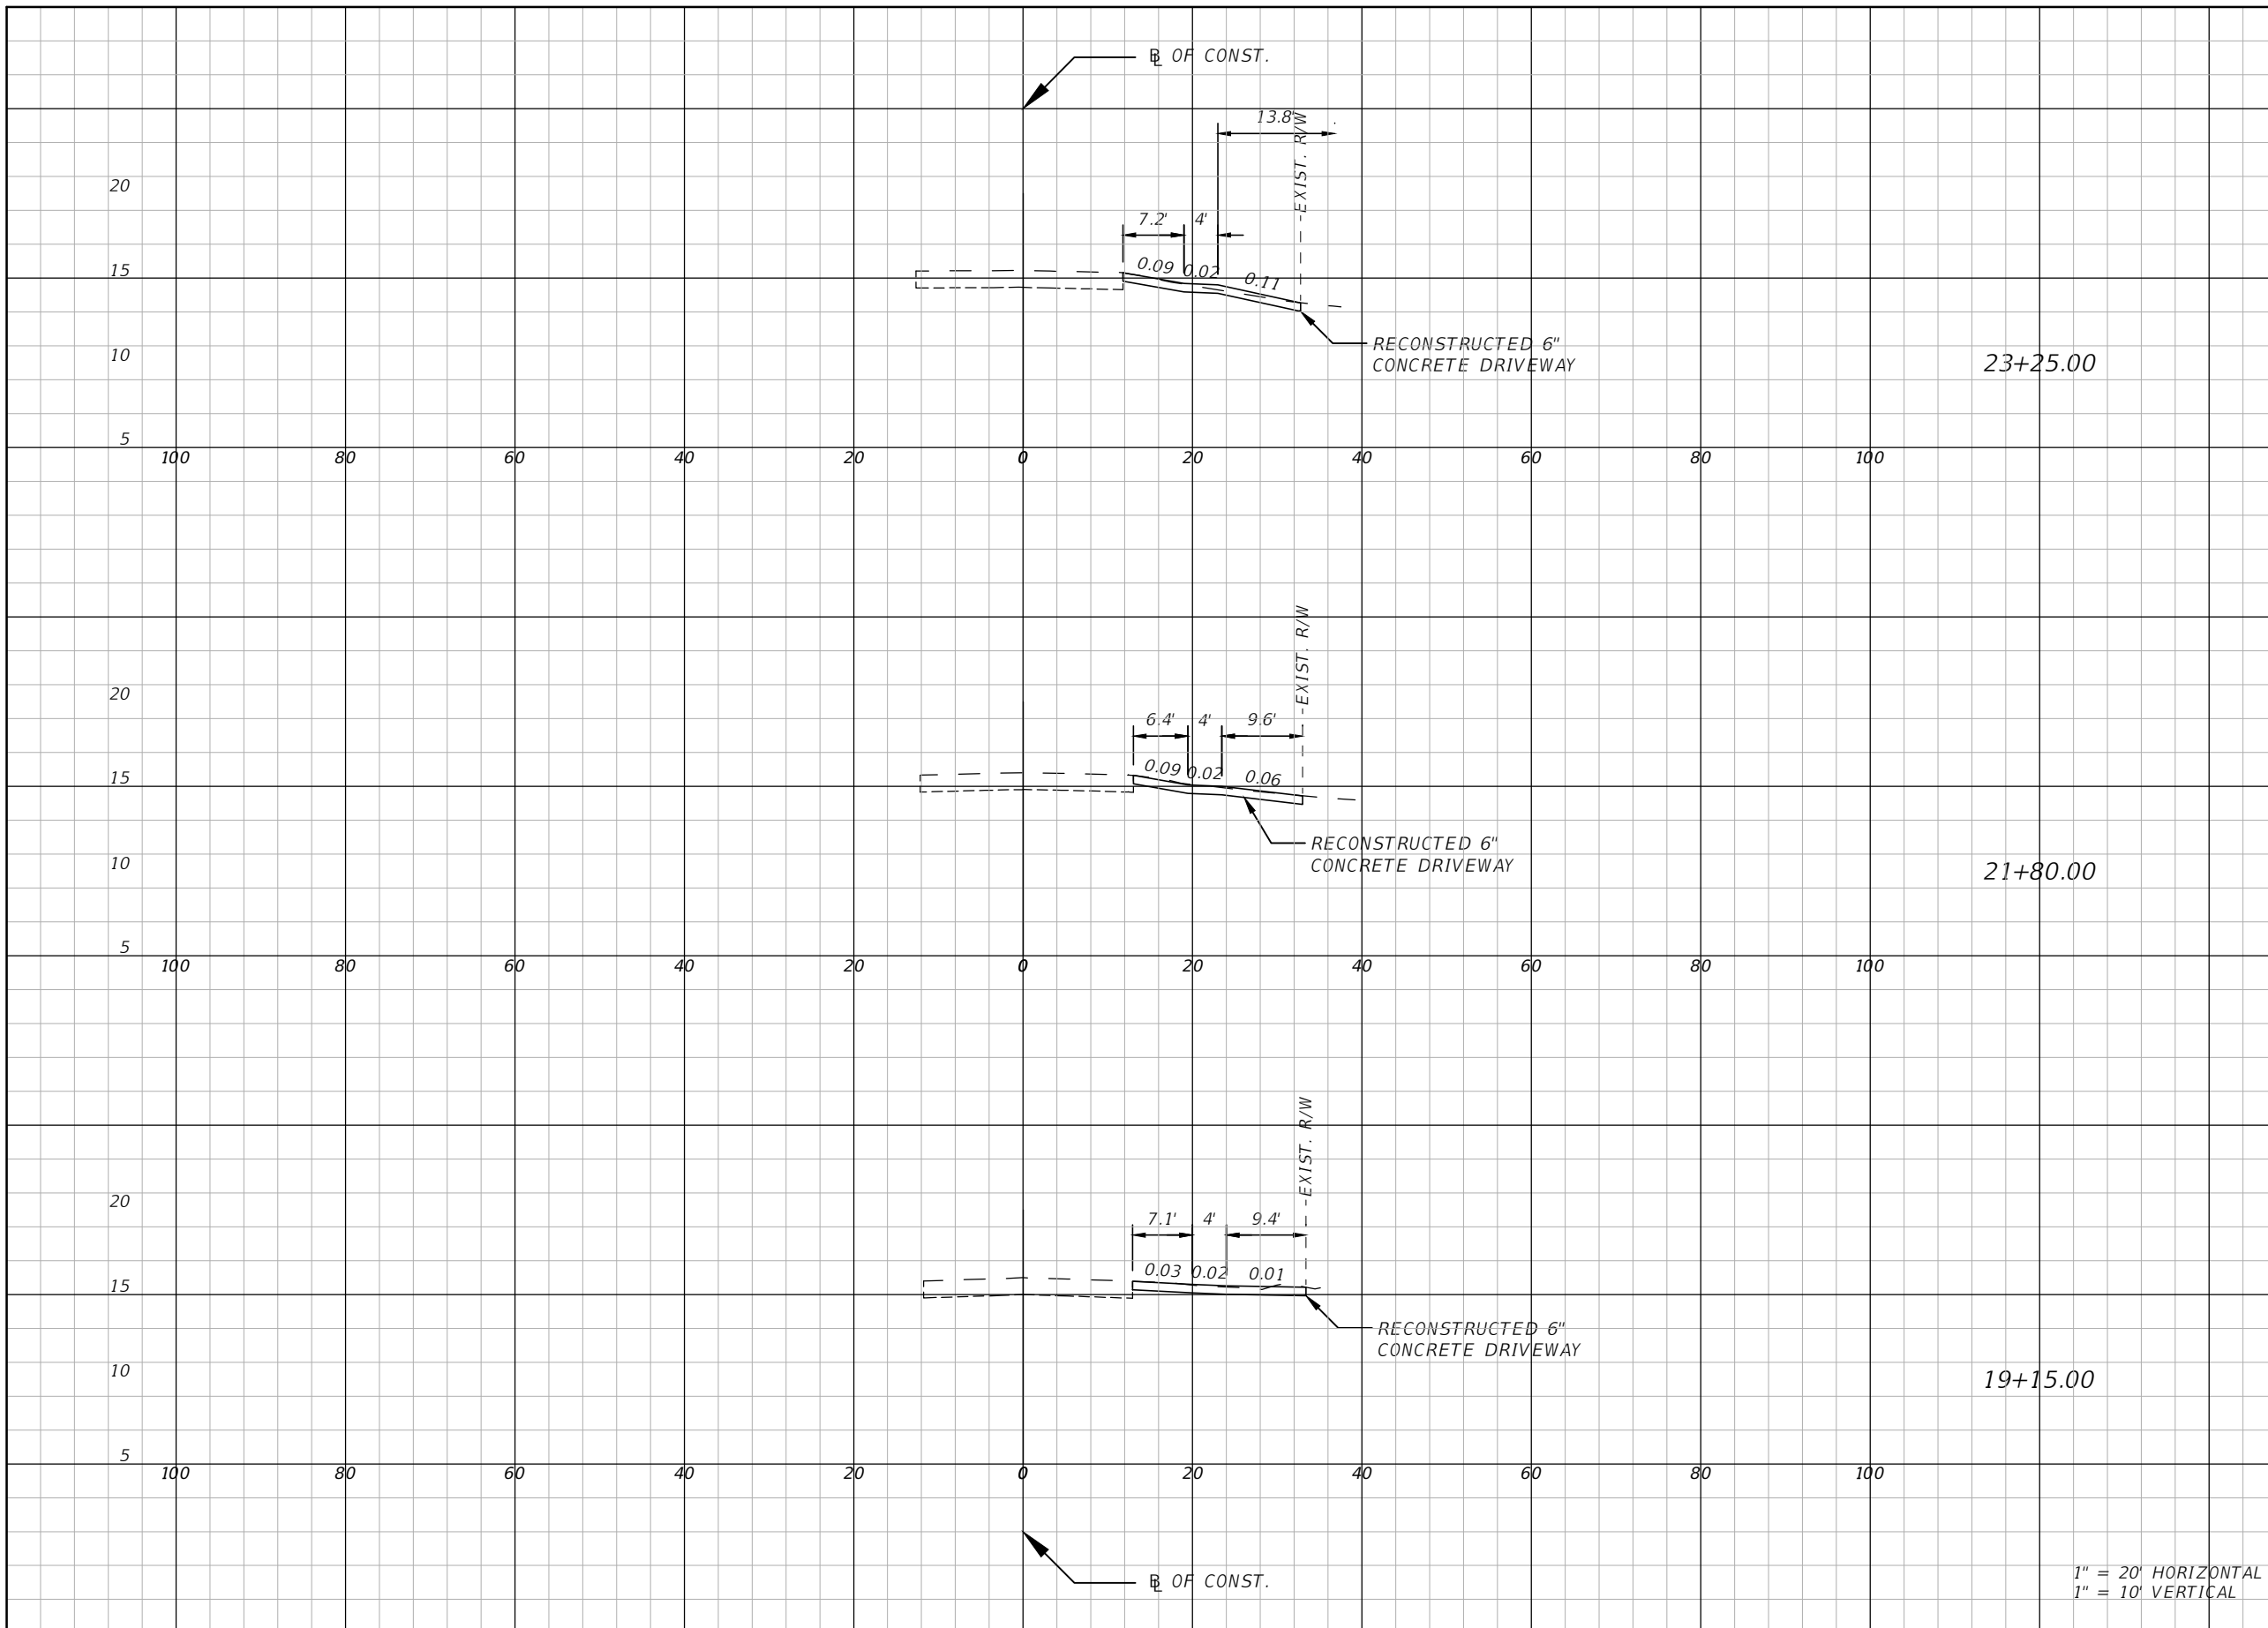 ℄ OF CONST.
13.8'
EXIST. R/W
20
7.2' 4'
15
0.09 0.02 0.11
10
RECONSTRUCTED 6"
CONCRETE DRIVEWAY
23+25.00
5
100 80 60 40 20 0 20 40 60 80 100
EXIST. R/W
20
6.4' 4' 9.6'
15
0.09 0.02 0.06
10
RECONSTRUCTED 6"
CONCRETE DRIVEWAY
21+80.00
5
100 80 60 40 20 0 20 40 60 80 100
EXIST. R/W
20
7.1' 4' 9.4'
15
0.03 0.02 0.01
10
RECONSTRUCTED 6"
CONCRETE DRIVEWAY
19+15.00
5
100 80 60 40 20 0 20 40 60 80 100
℄ OF CONST.
1" = 20' HORIZONTAL
1" = 10' VERTICAL